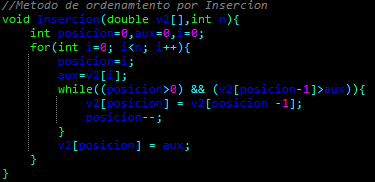 //Metodo de ordenamiento por Insercion
void Insercion(double v2[],int n){
int posicion=0,aux=0,i=0;
for(int i=0; i<n; i++){
posicion=i;
aux=v2[i];
while((posicion>0) && (v2[posicion-1]>aux)){
v2[posicion] = v2[posicion -1];
posicion--;
}
v2[posicion] = aux;
}
}